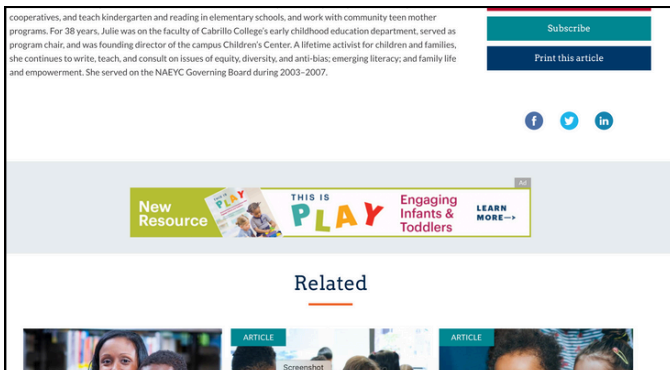 cooperatives, and teach kindergarten and reading in elementary schools, and work with community teen mother
programs. For 38 years, Julie was on the faculty of Cabrillo College's early childhood education department, served as
program chair, and was founding director of the campus Children's Center. A lifetime activist for children and families,
she continues to write, teach, and consult on issues of equity, diversity, and anti-bias; emerging literacy; and family life
and empowerment. She served on the NAEYC Governing Board during 2003–2007.
Subscribe
Print this article
f
in
Ad
New
Resource
THIS IS
PLAY
THIS IS
PLAY
Engaging
Infants &
Toddlers
LEARN
MORE
Related
ARTICLE
ARTICLE
Screenshot